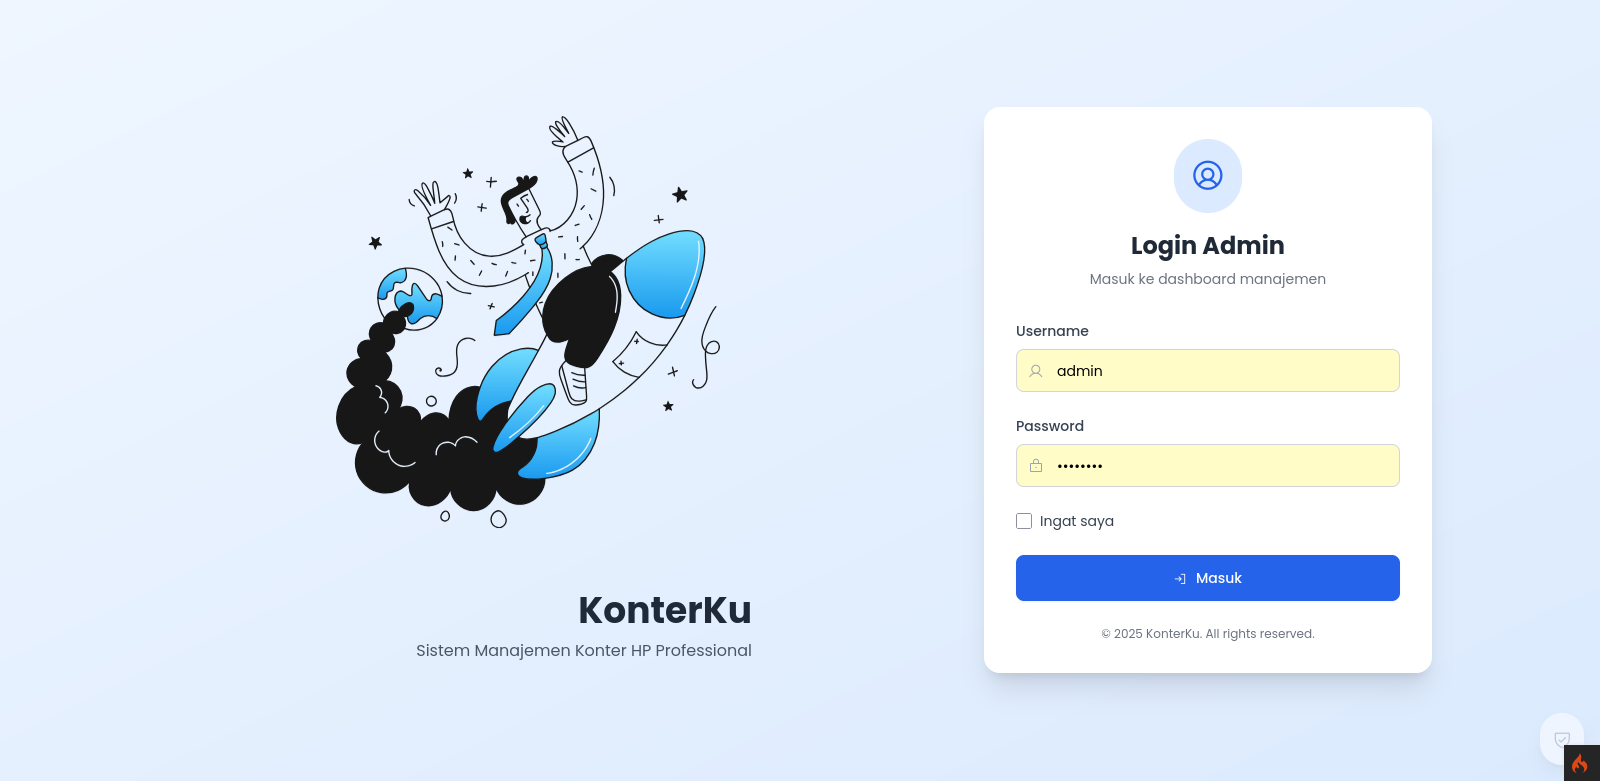 KonterKu
Sistem Manajemen Konter HP Professional
Login Admin
Masuk ke dashboard manajemen
Username
admin
Password
••••••••
Ingat saya
Masuk
© 2025 KonterKu. All rights reserved.